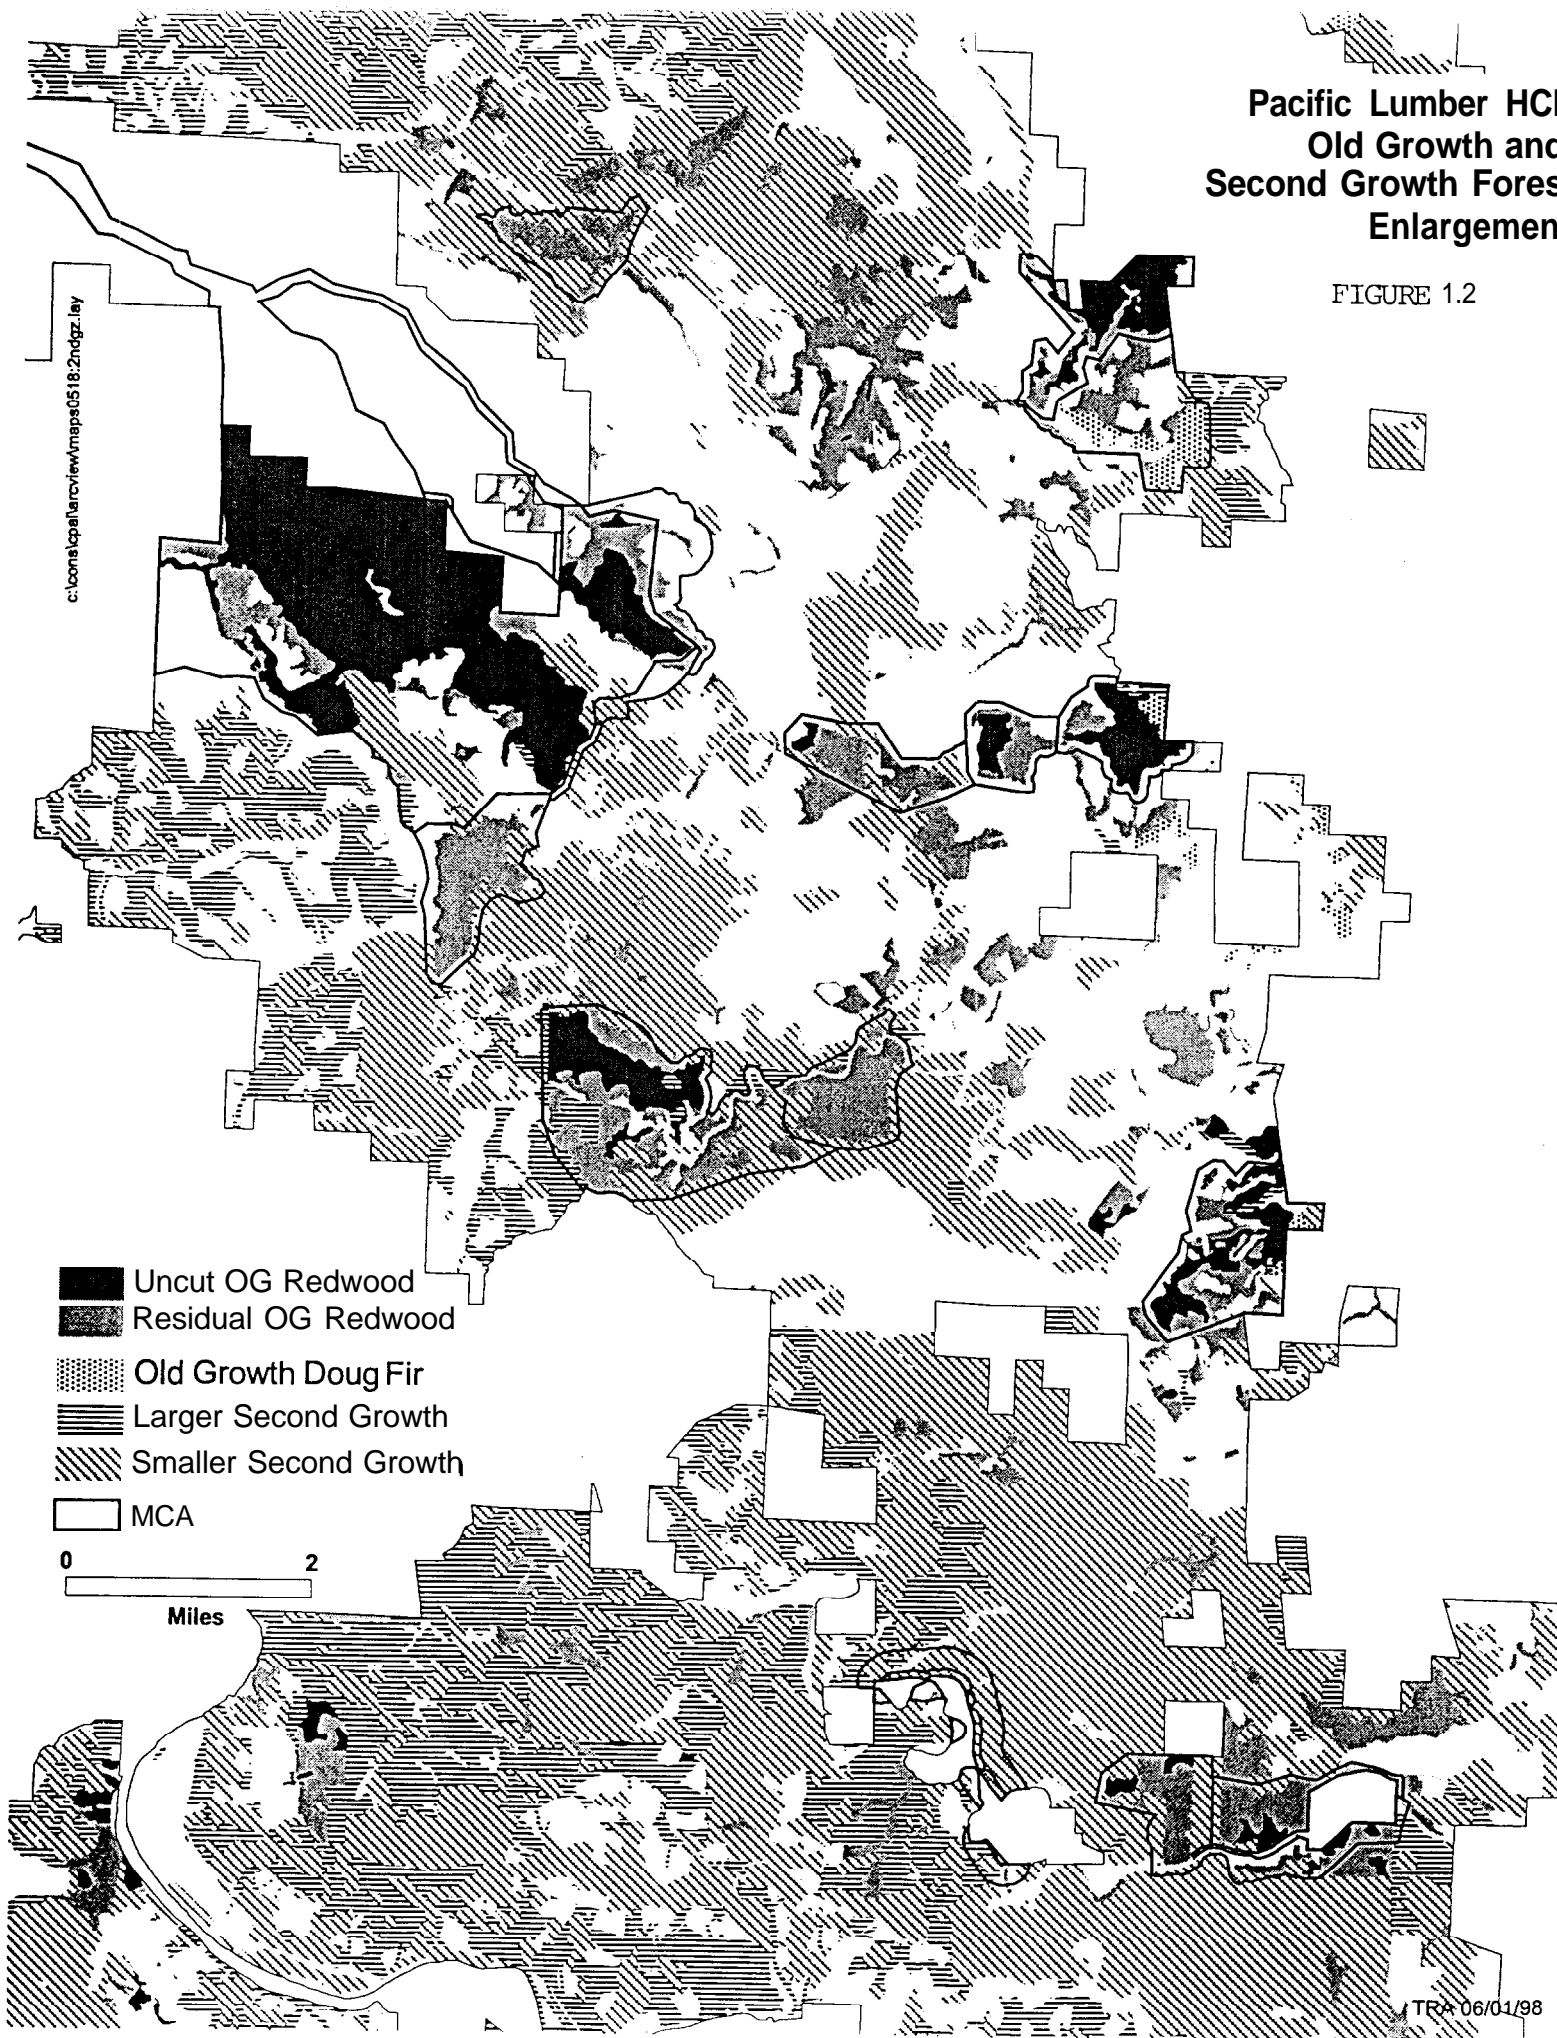 Pacific Lumber HC
Old Growth and
Second Growth Fores
Enlargemen
FIGURE 1.2
c:\cons\cpal\arcview\maps0518:2ndgz.lay
Uncut OG Redwood
Residual OG Redwood
Old Growth Doug Fir
Larger Second Growth
Smaller Second Growth
MCA
0 2
Miles
TRA 06/01/98